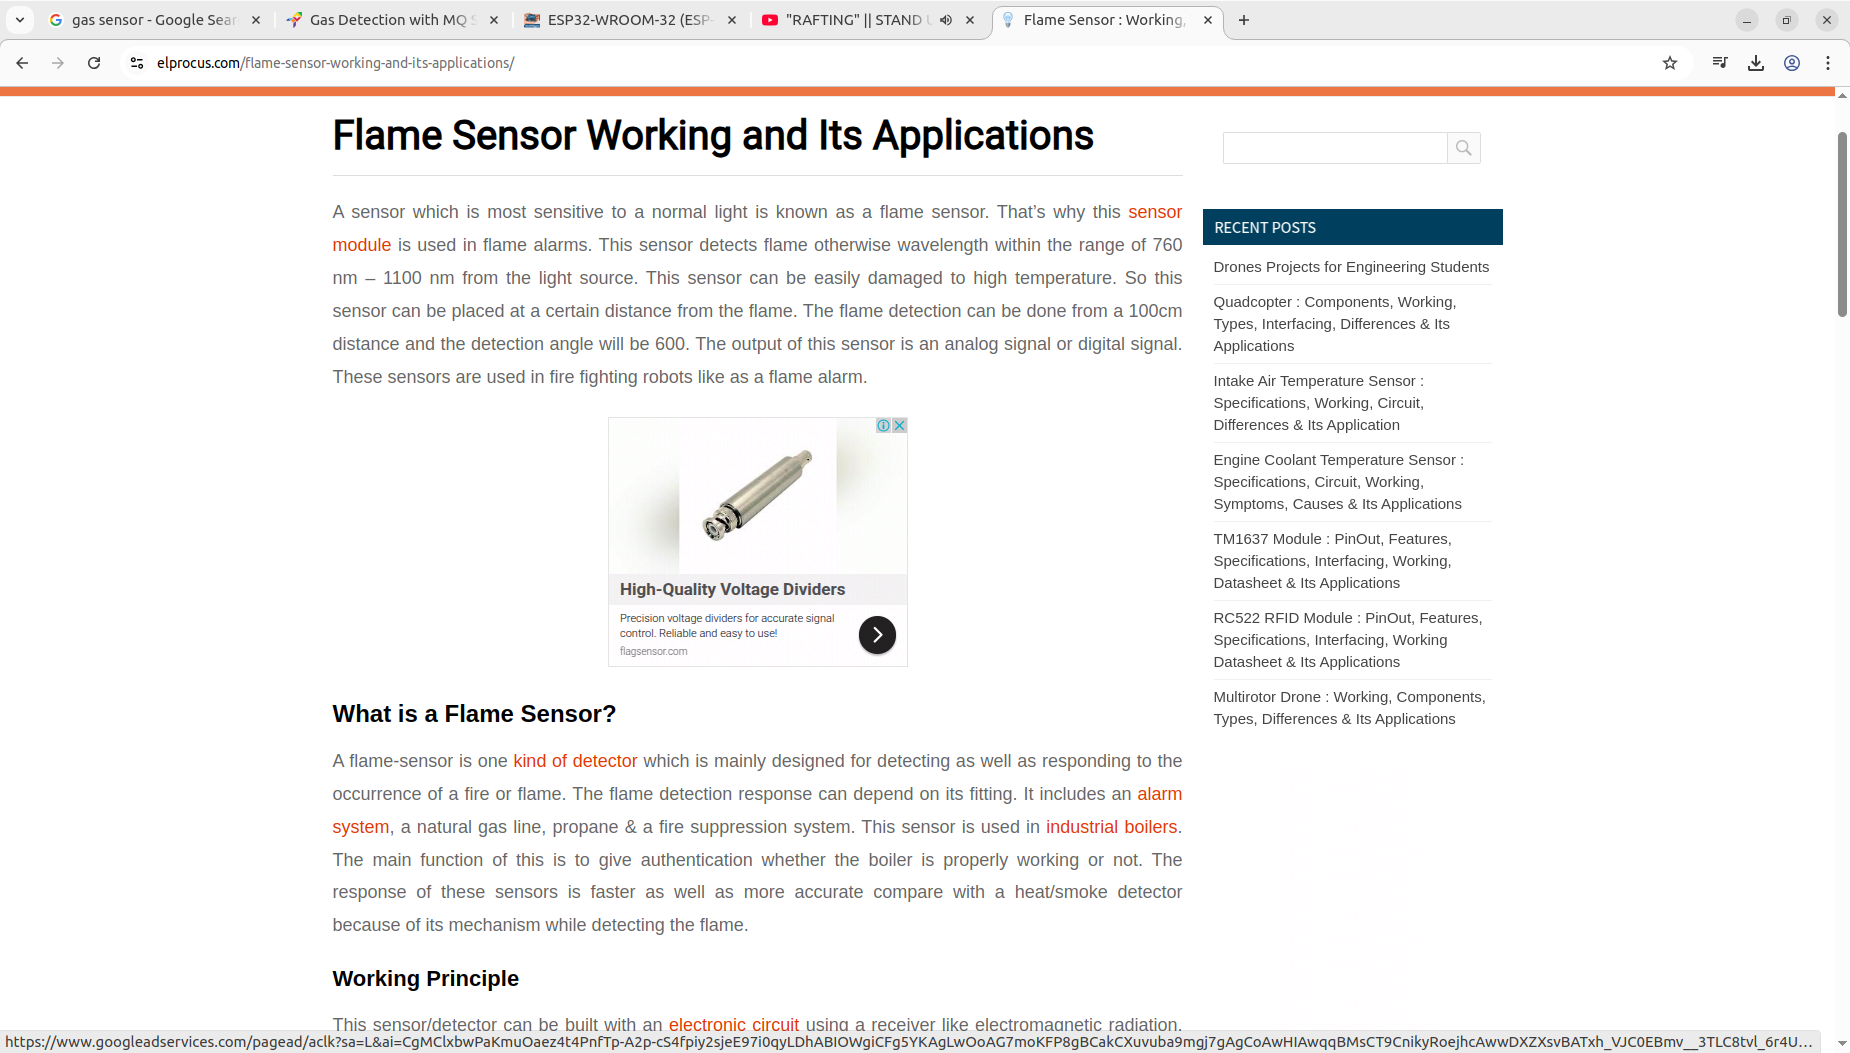 gas sensor - Google Sear
Gas Detection with MQ S
ESP32-WROOM-32 (ESP-
"RAFTING" || STAND U
Flame Sensor : Working,
elprocus.com/flame-sensor-working-and-its-applications/
Flame Sensor Working and Its Applications
A sensor which is most sensitive to a normal light is known as a flame sensor. That’s why this sensor
module is used in flame alarms. This sensor detects flame otherwise wavelength within the range of 760
nm – 1100 nm from the light source. This sensor can be easily damaged to high temperature. So this
sensor can be placed at a certain distance from the flame. The flame detection can be done from a 100cm
distance and the detection angle will be 600. The output of this sensor is an analog signal or digital signal.
These sensors are used in fire fighting robots like as a flame alarm.
High-Quality Voltage Dividers
Precision voltage dividers for accurate signal
control. Reliable and easy to use!
flagsensor.com
What is a Flame Sensor?
A flame-sensor is one kind of detector which is mainly designed for detecting as well as responding to the
occurrence of a fire or flame. The flame detection response can depend on its fitting. It includes an alarm
system, a natural gas line, propane & a fire suppression system. This sensor is used in industrial boilers.
The main function of this is to give authentication whether the boiler is properly working or not. The
response of these sensors is faster as well as more accurate compare with a heat/smoke detector
because of its mechanism while detecting the flame.
Working Principle
This sensor/detector can be built with an electronic circuit using a receiver like electromagnetic radiation.
RECENT POSTS
Drones Projects for Engineering Students
Quadcopter : Components, Working,
Types, Interfacing, Differences & Its
Applications
Intake Air Temperature Sensor :
Specifications, Working, Circuit,
Differences & Its Application
Engine Coolant Temperature Sensor :
Specifications, Circuit, Working,
Symptoms, Causes & Its Applications
TM1637 Module : PinOut, Features,
Specifications, Interfacing, Working,
Datasheet & Its Applications
RC522 RFID Module : PinOut, Features,
Specifications, Interfacing, Working
Datasheet & Its Applications
Multirotor Drone : Working, Components,
Types, Differences & Its Applications
https://www.googleadservices.com/pagead/aclk?sa=L&ai=CgMClxbwPaKmuOaez4t4PnfTp-A2p-cS4fpiy2sjeE97i0qyLDhABIOWgiCFg5YKAgLwOoAG7moKFP8gBCakCXuvuba9mgj7gAgCoAwHIAwqqBMsCT9CnikyRoejhcAwwDXZXsvBATxh_VJC0EBmv__3TLC8tvl_6r4U...